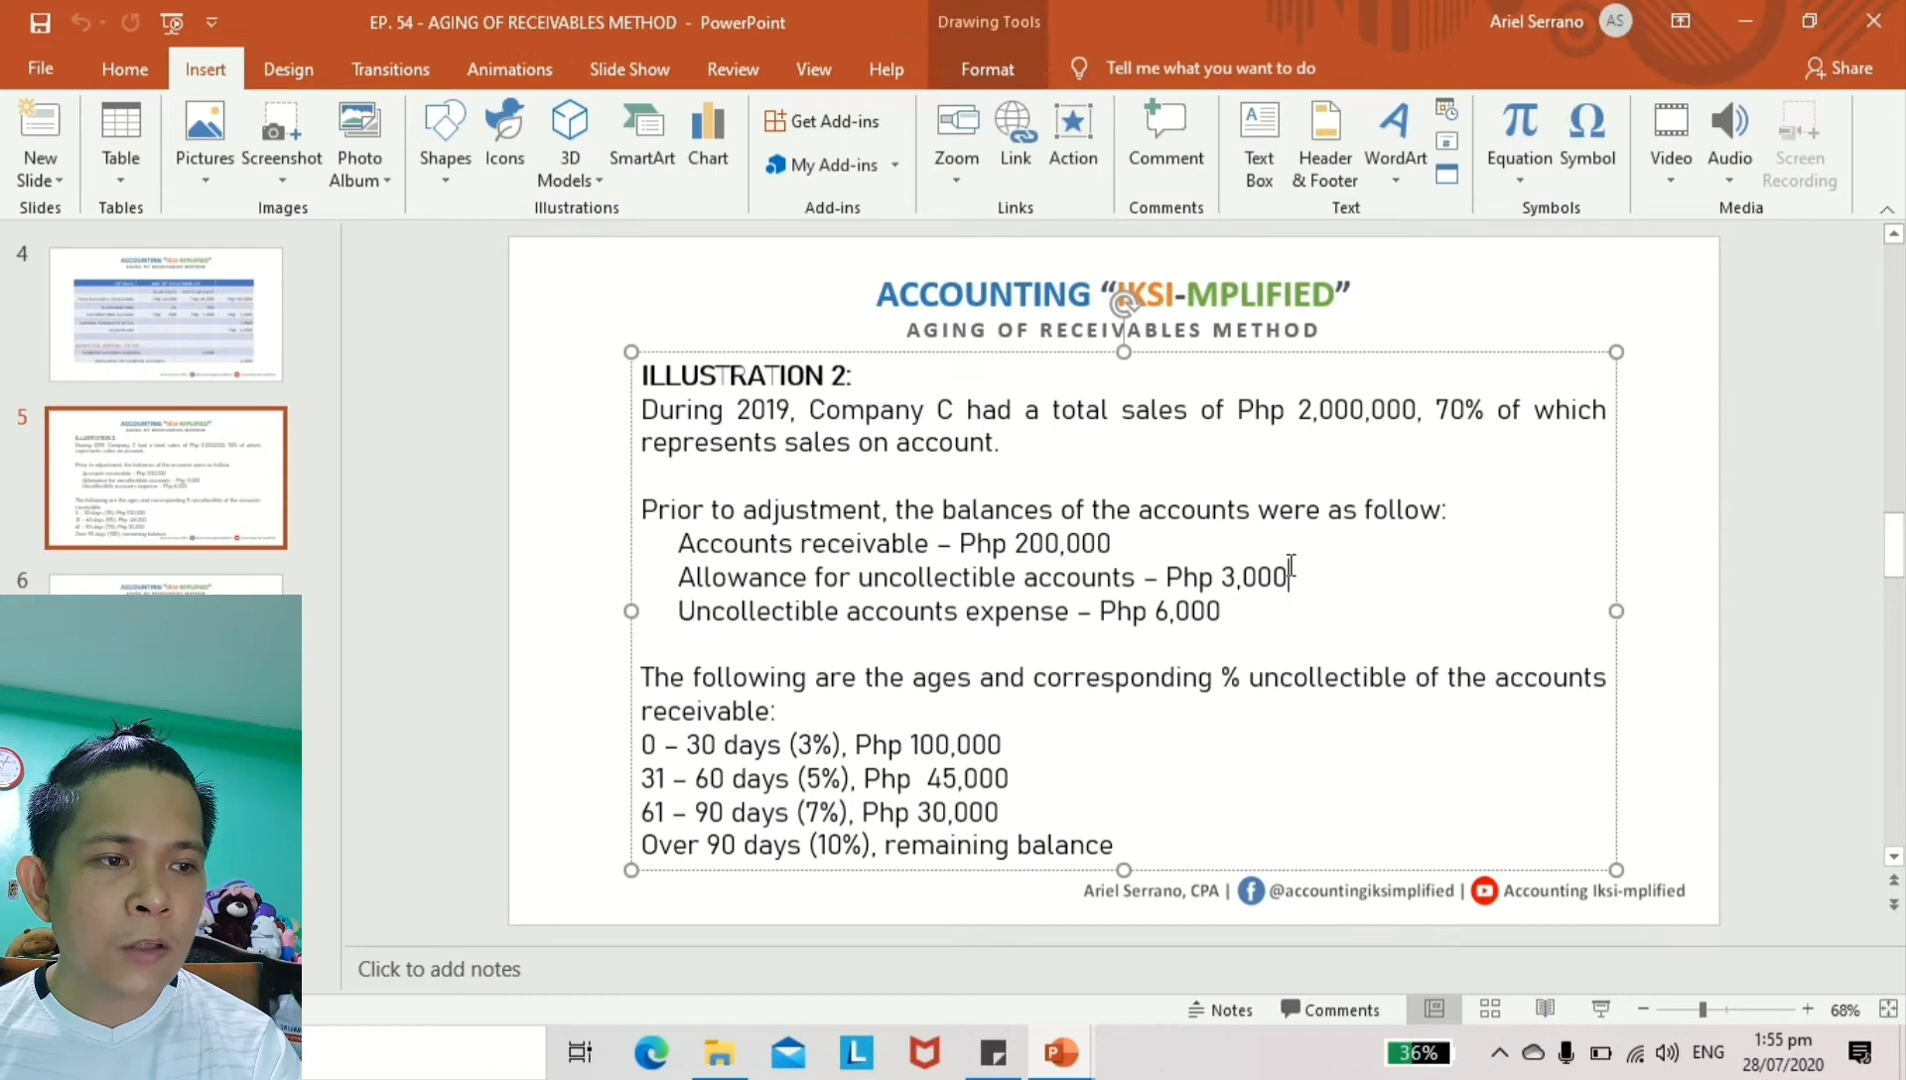 EP. 54 - AGING OF RECEIVABLES METHOD - PowerPoint
Drawing Tools
Ariel Serrano
AS
File
Home
Insert
Design
Transitions
Animations
Slide Show
Review
View
Help
Format
Tell me what you want to do
Share
New Slide
Table
Pictures
Screenshot
Photo Album
Shapes
Icons
3D Models
SmartArt
Chart
Get Add-ins
My Add-ins
Zoom
Link
Action
Comment
Text Box
Header & Footer
WordArt
Equation
Symbol
Video
Audio
Screen Recording
Slides
Tables
Images
Illustrations
Add-ins
Links
Comments
Text
Symbols
Media
4
5
6
ACCOUNTING “IKSI-MPLIFIED”
AGING OF RECEIVABLES METHOD
ILLUSTRATION 2:
During 2019, Company C had a total sales of Php 2,000,000, 70% of which
represents sales on account.
Prior to adjustment, the balances of the accounts were as follow:
Accounts receivable – Php 200,000
Allowance for uncollectible accounts – Php 3,000
Uncollectible accounts expense – Php 6,000
The following are the ages and corresponding % uncollectible of the accounts
receivable:
0 – 30 days (3%), Php 100,000
31 – 60 days (5%), Php 45,000
61 – 90 days (7%), Php 30,000
Over 90 days (10%), remaining balance
Ariel Serrano, CPA | @accountingiksimplified | Accounting Iksi-mplified
Click to add notes
Notes
Comments
68%
36%
ENG
1:55 pm
28/07/2020